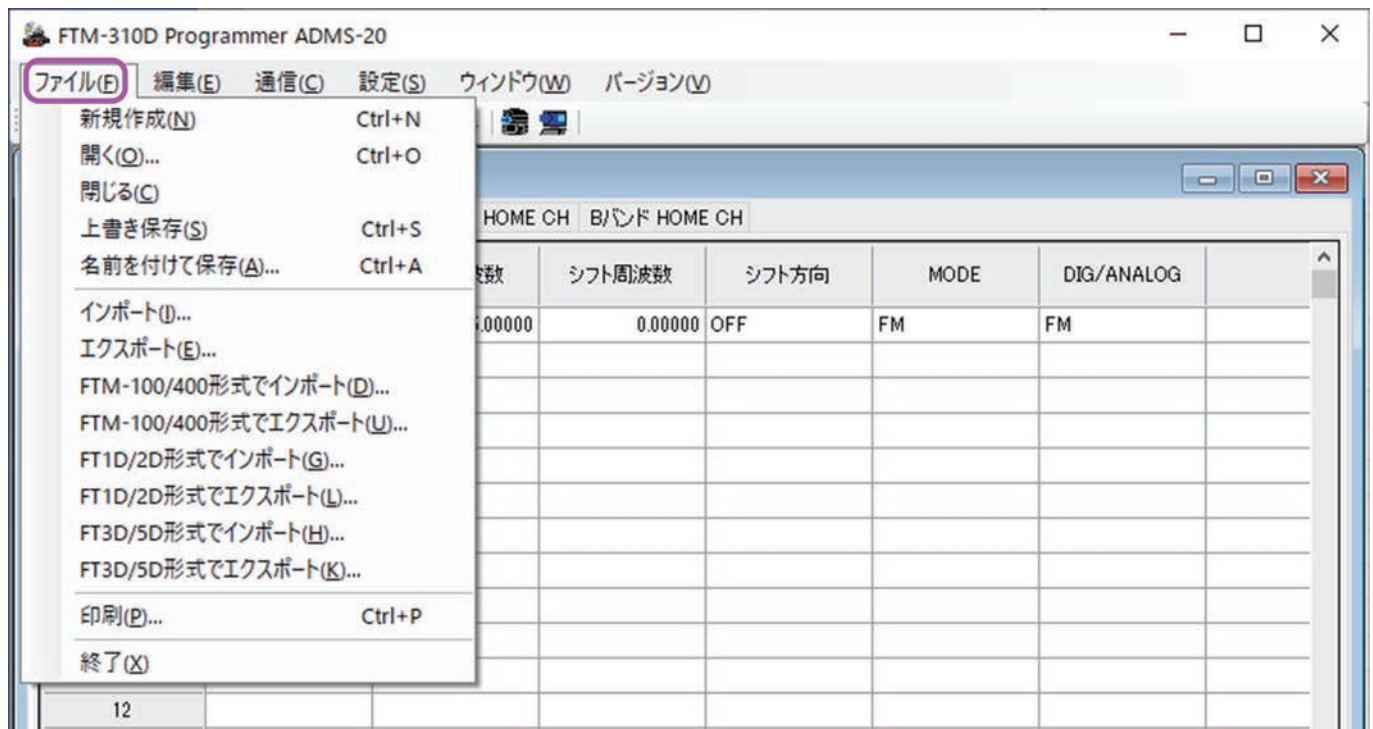 FTM-310D Programmer ADMS-20
ファイル(F) 編集(E) 通信(C) 設定(S) ウィンドウ(W) バージョン(V)
新規作成(N) Ctrl+N
開く(O)... Ctrl+O
閉じる(C)
上書き保存(S) Ctrl+S
名前を付けて保存(A)... Ctrl+A
インポート(I)...
エクスポート(E)...
FTM-100/400形式でインポート(D)...
FTM-100/400形式でエクスポート(U)...
FT1D/2D形式でインポート(G)...
FT1D/2D形式でエクスポート(L)...
FT3D/5D形式でインポート(H)...
FT3D/5D形式でエクスポート(K)...
印刷(P)... Ctrl+P
終了(X)
HOME CH Bバンド HOME CH
数 シフト周波数 シフト方向 MODE DIG/ANALOG
.00000 0.00000 OFF FM FM
12